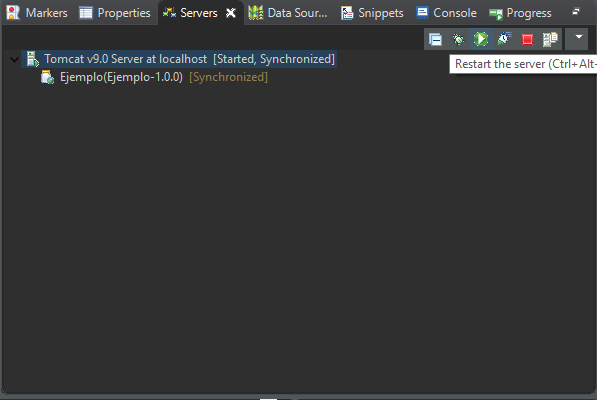 Markers Properties Servers Data Sour... Snippets Console Progress
Tomcat v9.0 Server at localhost [Started, Synchronized]
Restart the server (Ctrl+Alt-
Ejemplo(Ejemplo-1.0.0) [Synchronized]